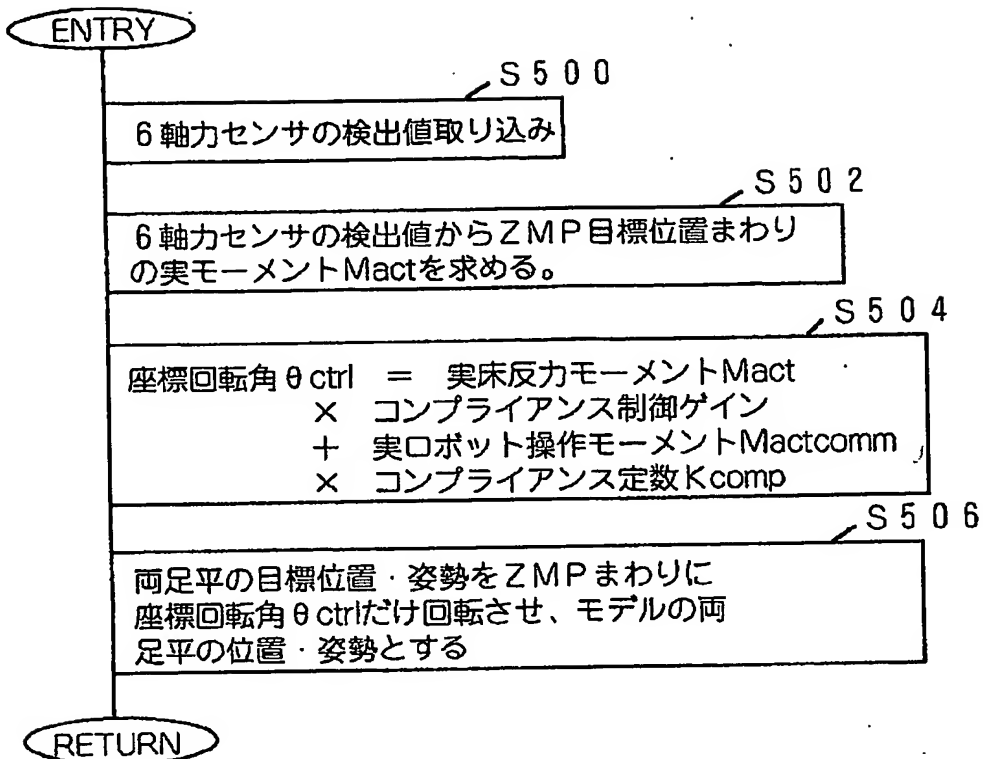 ENTRY
S500
6軸力センサの検出値取り込み
S502
6軸力センサの検出値からZMP目標位置まわり
の実モーメントMactを求める。
S504
座標回転角θctrl = 実床反力モーメントMact
× コンプライアンス制御ゲイン
+ 実ロボット操作モーメントMactcomm
× コンプライアンス定数Kcomp
S506
両足平の目標位置・姿勢をZMPまわりに
座標回転角θctrlだけ回転させ、モデルの両
足平の位置・姿勢とする
RETURN